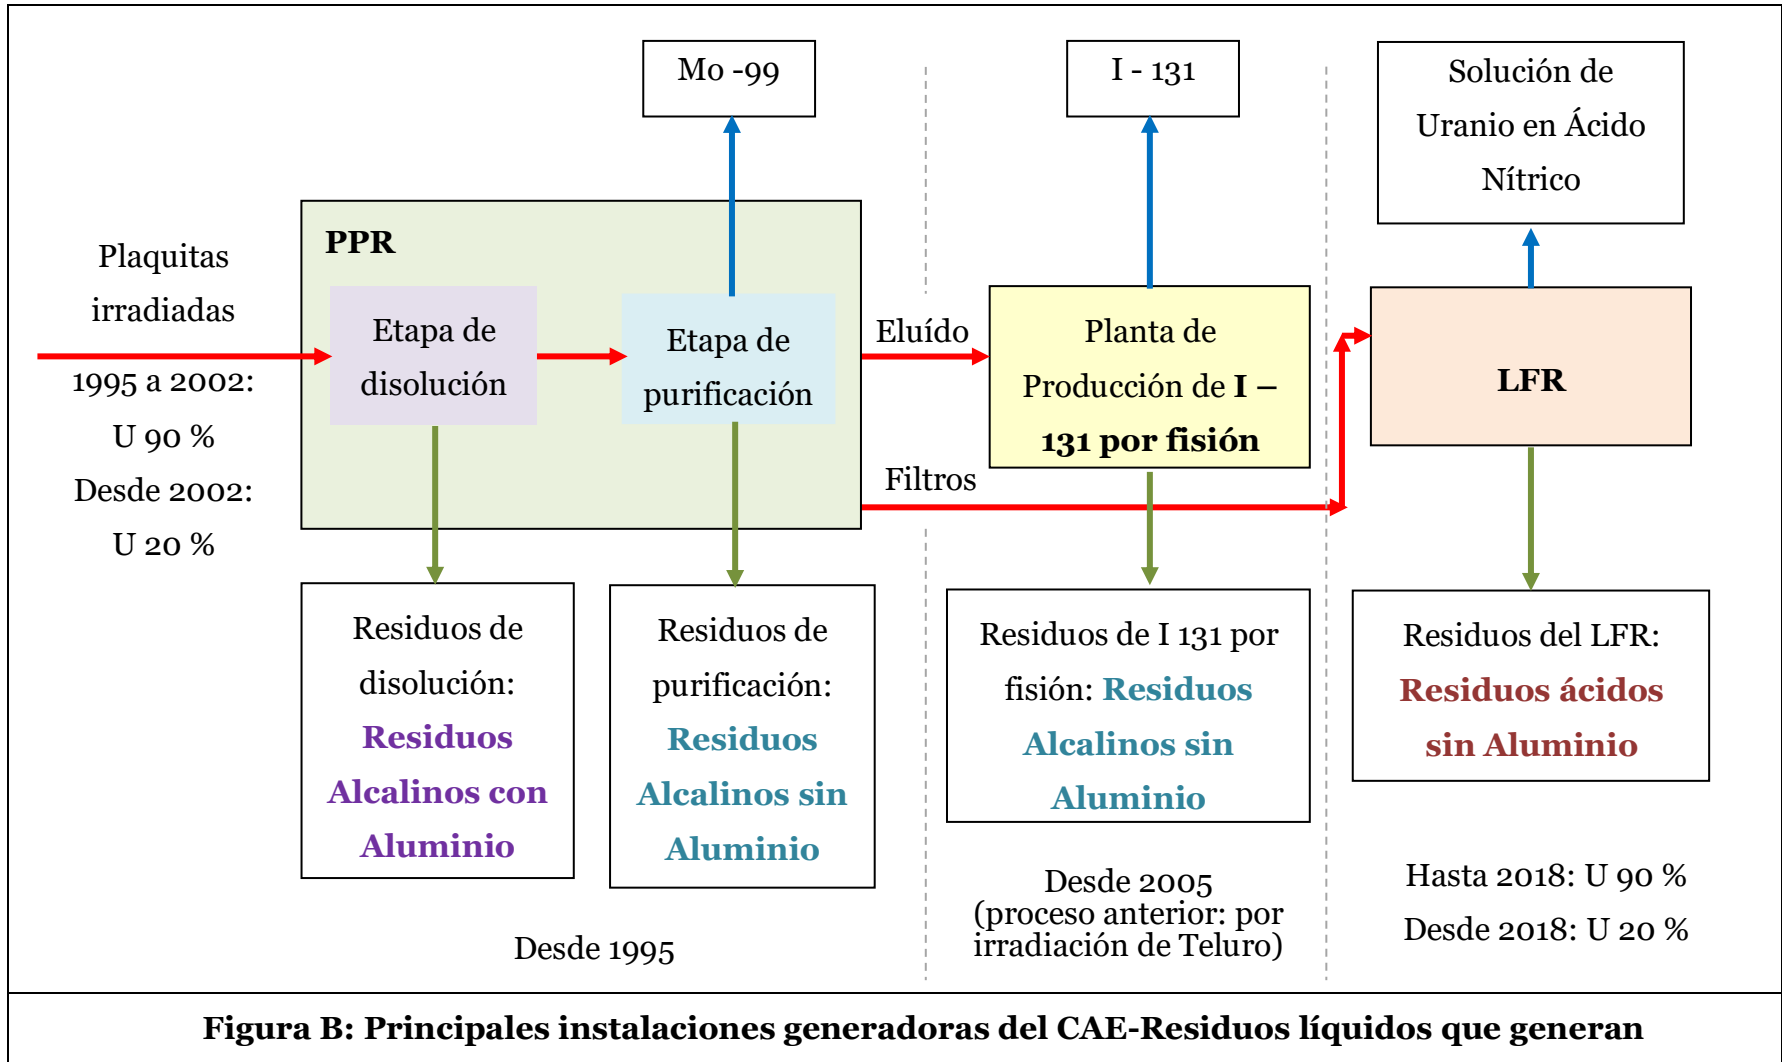 Mo -99
I - 131
Solución de
Uranio en Ácido
Nítrico
Plaquitas
irradiadas
1995 a 2002:
U 90 %
Desde 2002:
U 20 %
PPR
Etapa de
disolución
Etapa de
purificación
Eluído
Filtros
Planta de
Producción de I –
131 por fisión
LFR
Residuos de
disolución:
Residuos
Alcalinos con
Aluminio
Residuos de
purificación:
Residuos
Alcalinos sin
Aluminio
Residuos de I 131 por
fisión: Residuos
Alcalinos sin
Aluminio
Residuos del LFR:
Residuos ácidos
sin Aluminio
Desde 1995
Desde 2005
(proceso anterior: por
irradiación de Teluro)
Hasta 2018: U 90 %
Desde 2018: U 20 %
Figura B: Principales instalaciones generadoras del CAE-Residuos líquidos que generan